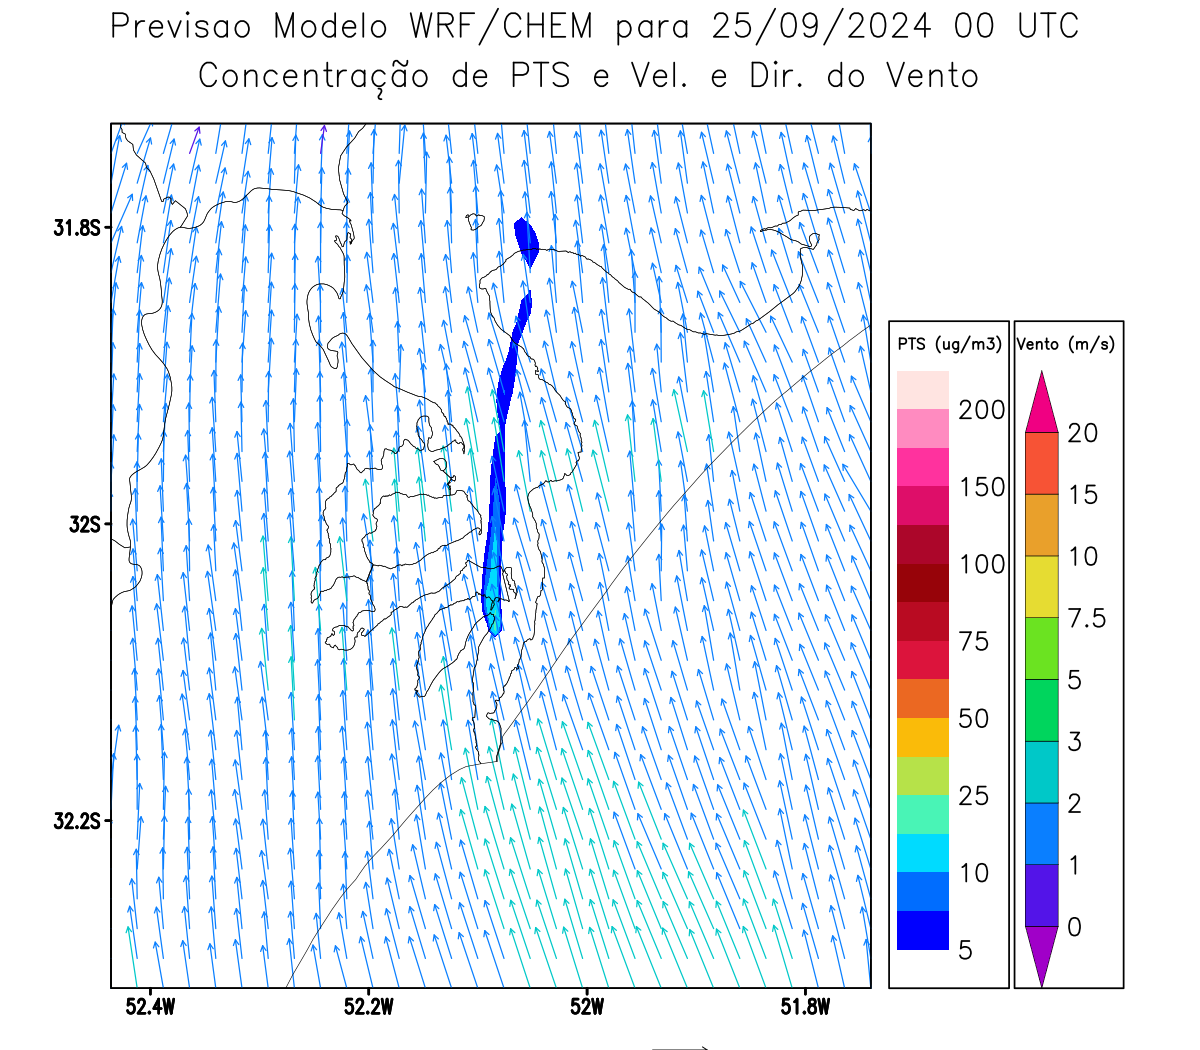 Previsao Modelo WRF/CHEM para 25/09/2024 00 UTC
Concentração de PTS e Vel. e Dir. do Vento
31.8S
32S
32.2S
52.4W
52.2W
52W
51.8W
PTS (ug/m3)
200
150
100
75
50
25
10
5
Vento (m/s)
20
15
10
7.5
5
3
2
1
0